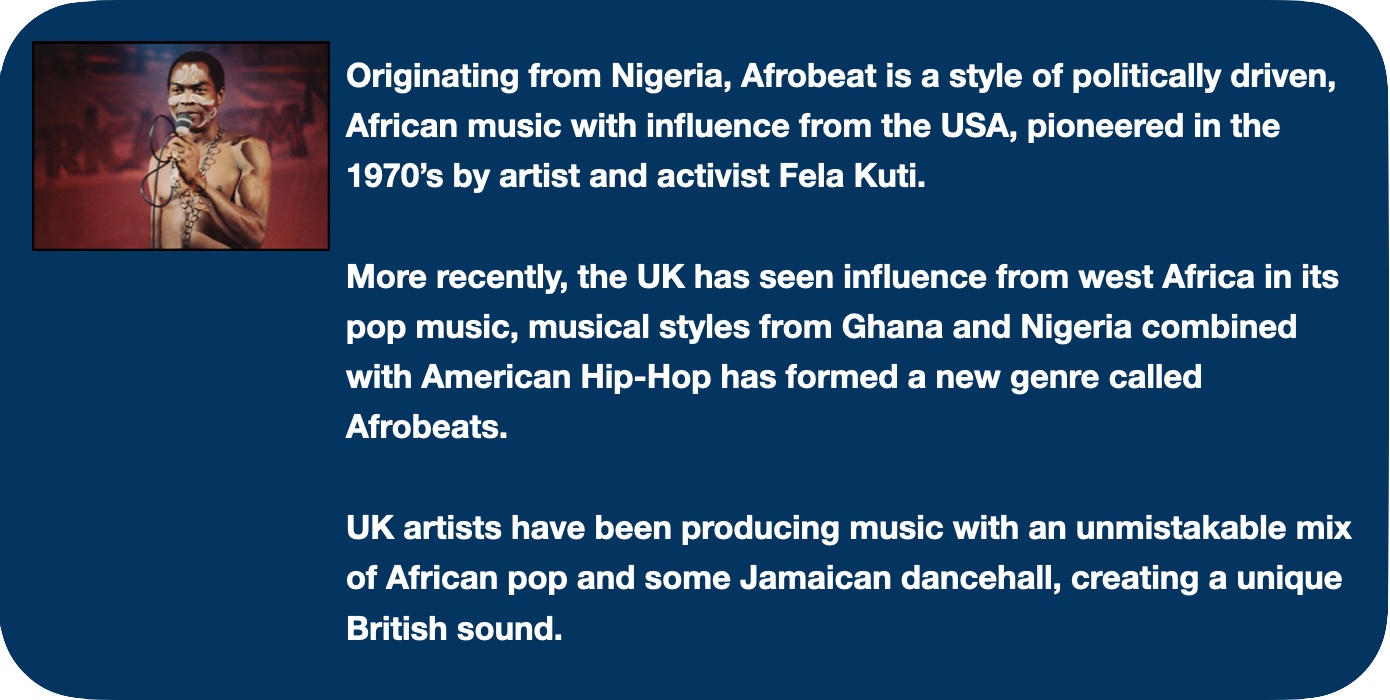 Originating from Nigeria, Afrobeat is a style of politically driven,
African music with influence from the USA, pioneered in the
1970’s by artist and activist Fela Kuti.
More recently, the UK has seen influence from west Africa in its
pop music, musical styles from Ghana and Nigeria combined
with American Hip-Hop has formed a new genre called
Afrobeats.
UK artists have been producing music with an unmistakable mix
of African pop and some Jamaican dancehall, creating a unique
British sound.